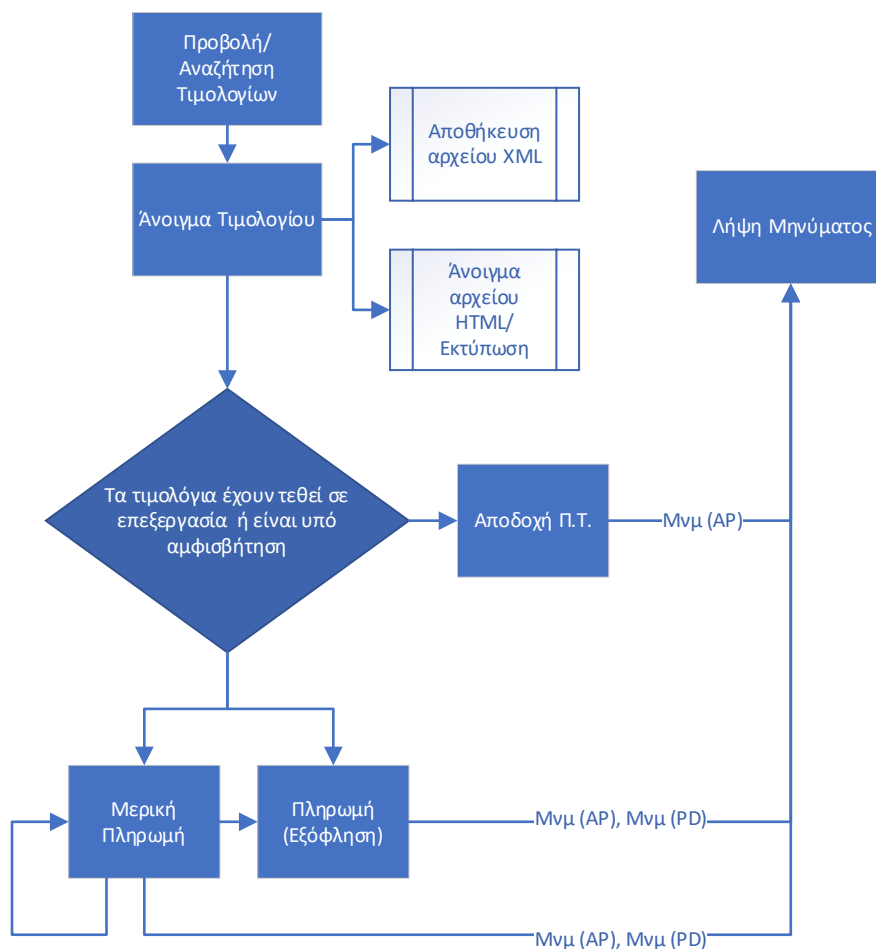 Προβολή/
Αναζήτηση
Τιμολογίων
Αποθήκευση
αρχείου XML
Άνοιγμα Τιμολογίου
Λήψη Μηνύματος
Άνοιγμα
αρχείου
HTML/
Εκτύπωση
Τα τιμολόγια έχουν τεθεί σε
επεξεργασία ή είναι υπό
αμφισβήτηση
Αποδοχή Π.Τ.
Μνμ (AP)
Μερική
Πληρωμή
Πληρωμή
(Εξόφληση)
Μνμ (AP), Μνμ (PD)
Μνμ (AP), Μνμ (PD)